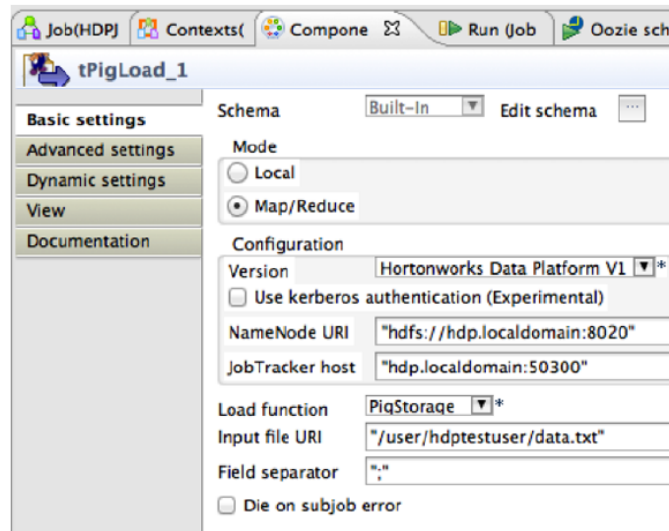 Job(HDPJ Contexts( Compone Run (Job Oozie sch
tPigLoad_1
Basic settings
Advanced settings
Dynamic settings
View
Documentation
Schema Built-In Edit schema ...
Mode
Local
Map/Reduce
Configuration
Version Hortonworks Data Platform V1 *
Use kerberos authentication (Experimental)
NameNode URI "hdfs://hdp.localdomain:8020"
JobTracker host "hdp.localdomain:50300"
Load function PigStorage *
Input file URI "/user/hdptestuser/data.txt"
Field separator ";"
Die on subjob error